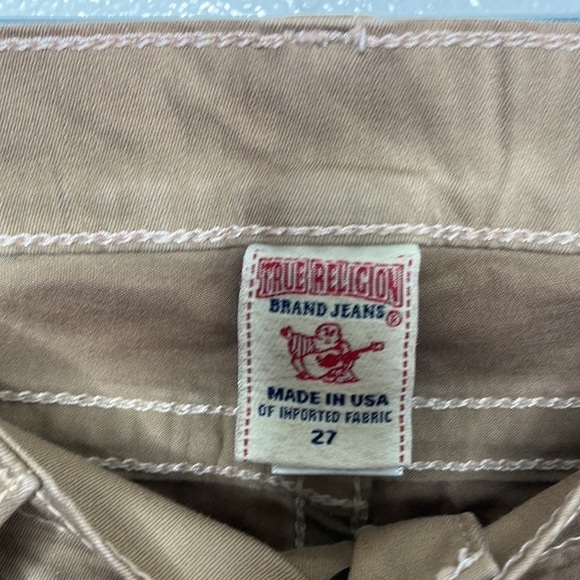 TRUE RELIGION
BRAND JEANS
®
MADE IN USA
OF IMPORTED FABRIC
27